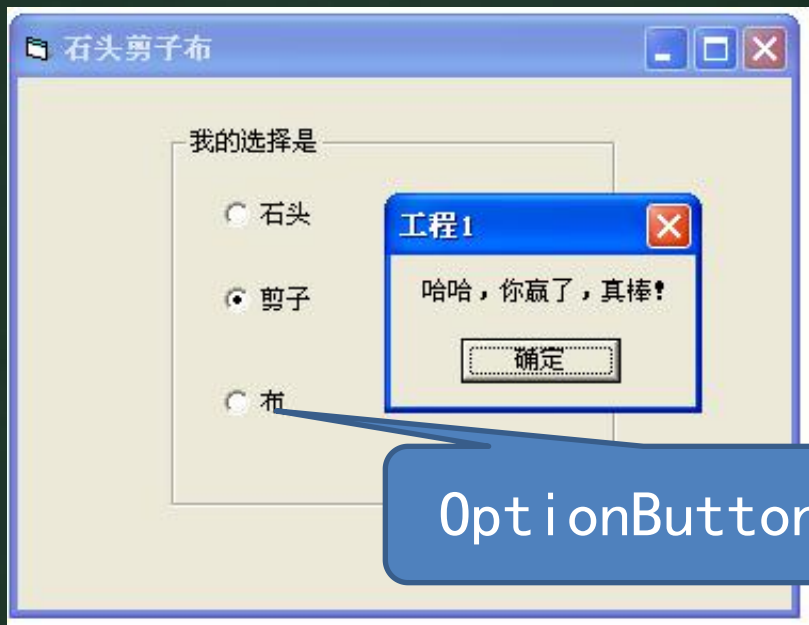 石头剪子布
我的选择是
石头
工程1
哈哈，你赢了，真棒!
剪子
确定
布
OptionButton